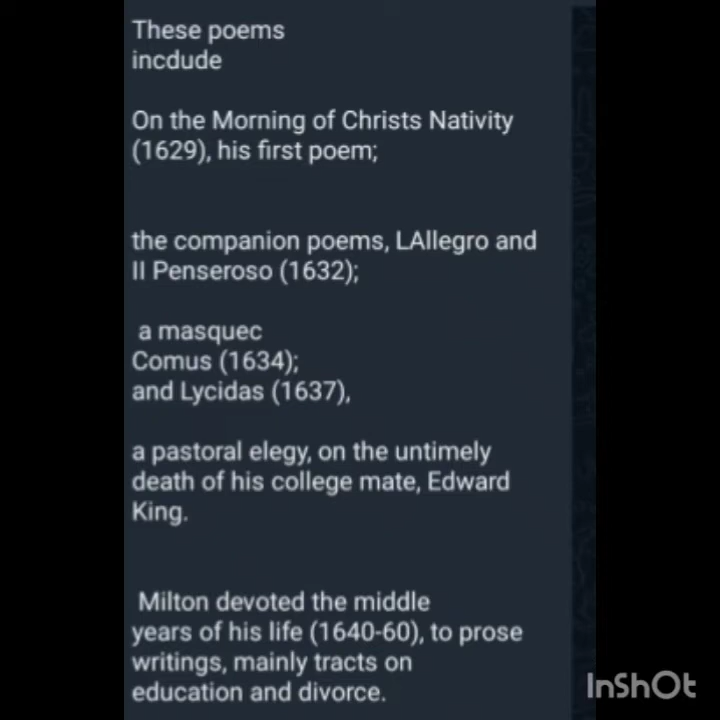 These poems
incdude
On the Morning of Christs Nativity
(1629), his first poem;
the companion poems, LAllegro and
II Penseroso (1632);
a masquec
Comus (1634);
and Lycidas (1637),
a pastoral elegy, on the untimely
death of his college mate, Edward
King.
Milton devoted the middle
years of his life (1640-60), to prose
writings, mainly tracts on
education and divorce.
InShOt